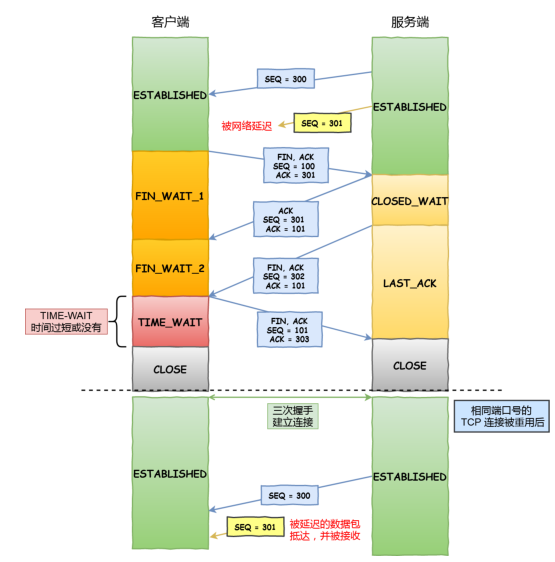 客户端
服务端
SEQ = 300
ESTABLISHED
ESTABLISHED
被网络延迟
SEQ = 301
FIN, ACK
SEQ = 100
ACK = 301
FIN_WAIT_1
CLOSED_WAIT
ACK
SEQ = 301
ACK = 101
FIN_WAIT_2
FIN, ACK
SEQ = 302
ACK = 101
LAST_ACK
TIME-WAIT
时间过短或没有
TIME_WAIT
FIN, ACK
SEQ = 101
ACK = 303
CLOSE
CLOSE
三次握手
建立连接
相同端口号的
TCP 连接被重用后
ESTABLISHED
ESTABLISHED
SEQ = 300
SEQ = 301
被延迟的数据包
抵达，并被接收